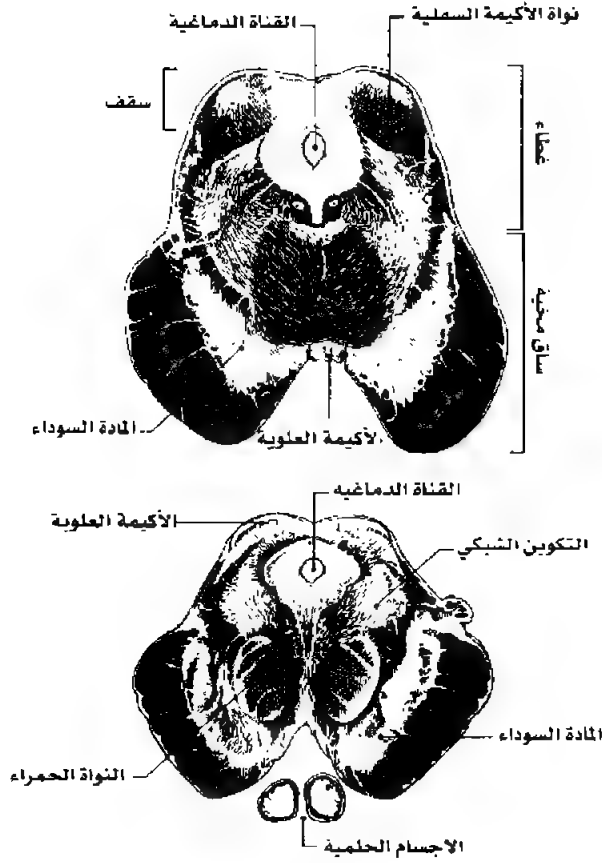 نواة الأكيمة السملية
القناة الدماغية
سقف
غطاء
ساق مخية
المادة السوداء
الأكيمة العلوية
القناة الدماغيه
الأكيمة العلوية
التكوين الشبكي
المادة السوداء
النواة الحمراء
الاجسام الحلمية